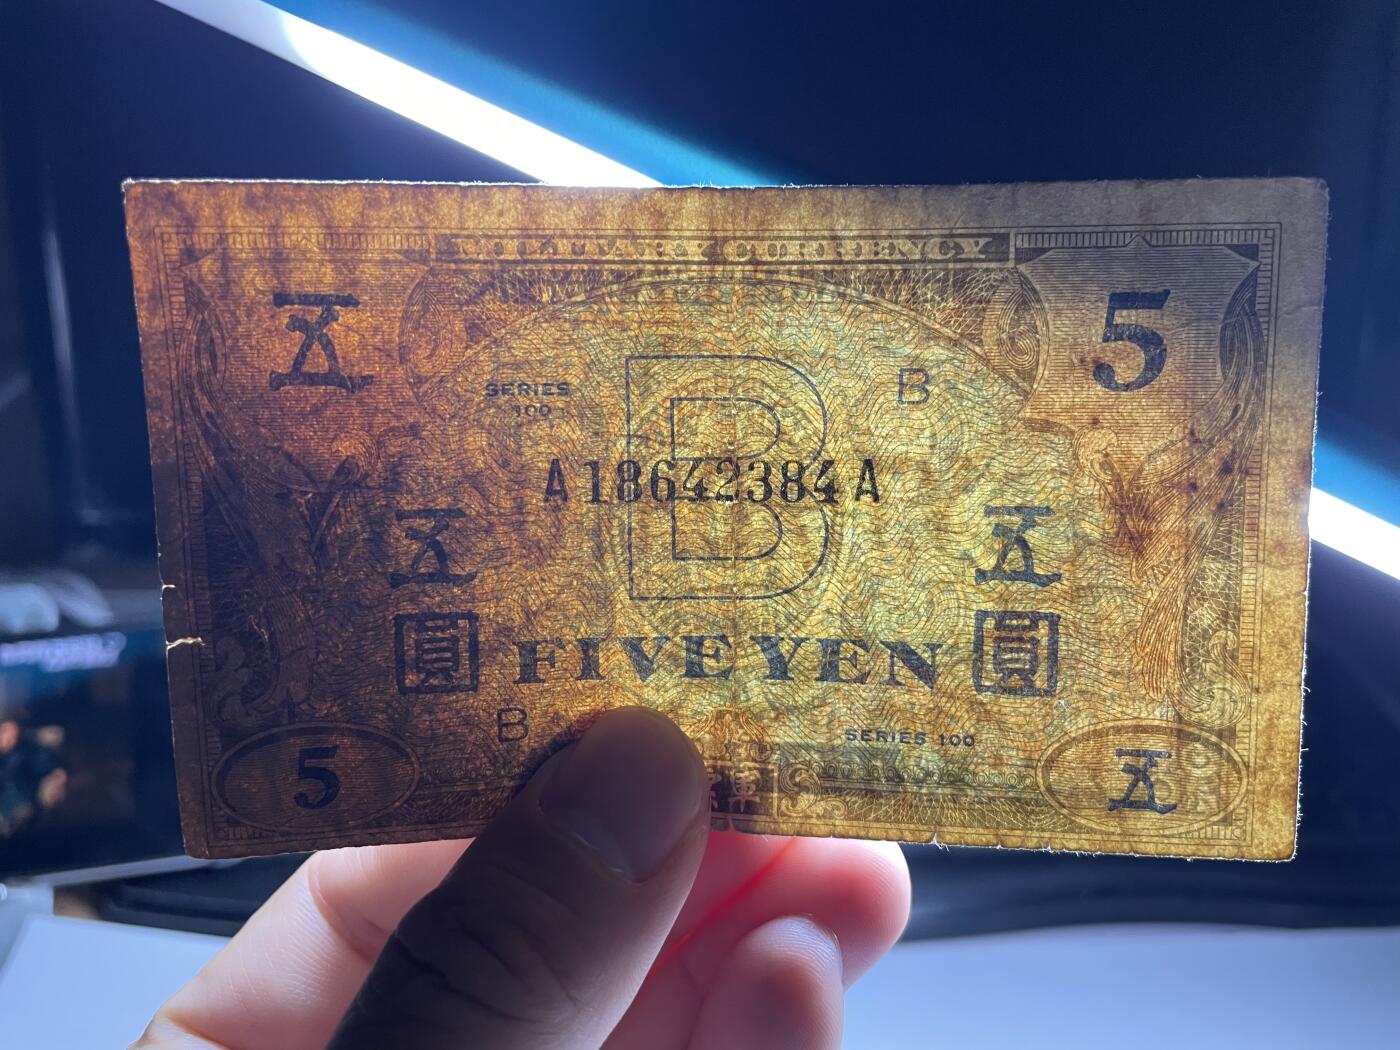 MILITARY CURRENCY
五 5
SERIES 100 B
B
A18642384A
五 五
圓 FIVE YEN 圓
B SERIES 100
5 五